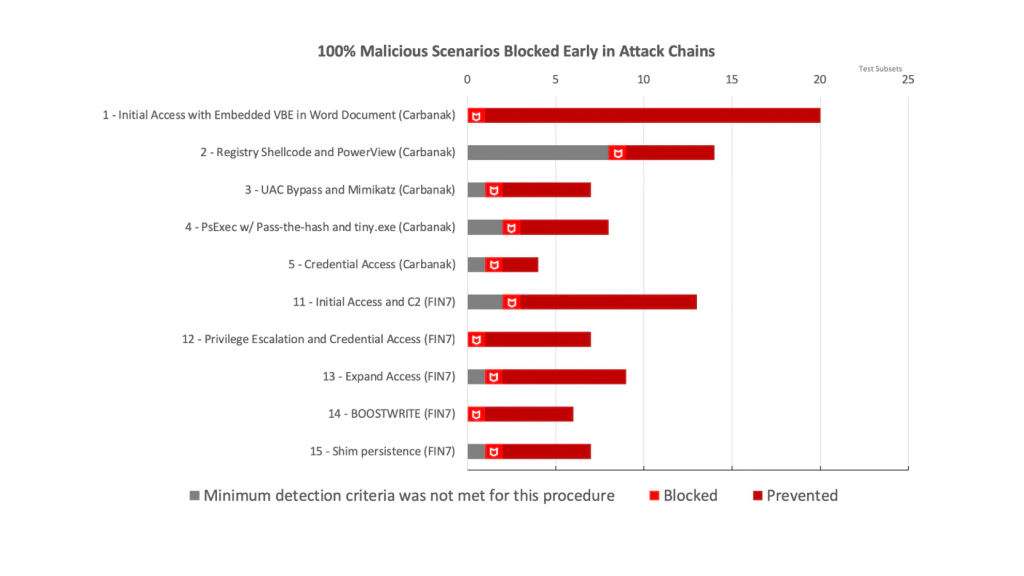 100% Malicious Scenarios Blocked Early in Attack Chains
Test Subsets
0 5 10 15 20 25
1 - Initial Access with Embedded VBE in Word Document (Carbanak)
2 - Registry Shellcode and PowerView (Carbanak)
3 - UAC Bypass and Mimikatz (Carbanak)
4 - PsExec w/ Pass-the-hash and tiny.exe (Carbanak)
5 - Credential Access (Carbanak)
11 - Initial Access and C2 (FIN7)
12 - Privilege Escalation and Credential Access (FIN7)
13 - Expand Access (FIN7)
14 - BOOSTWRITE (FIN7)
15 - Shim persistence (FIN7)
Minimum detection criteria was not met for this procedure Blocked Prevented